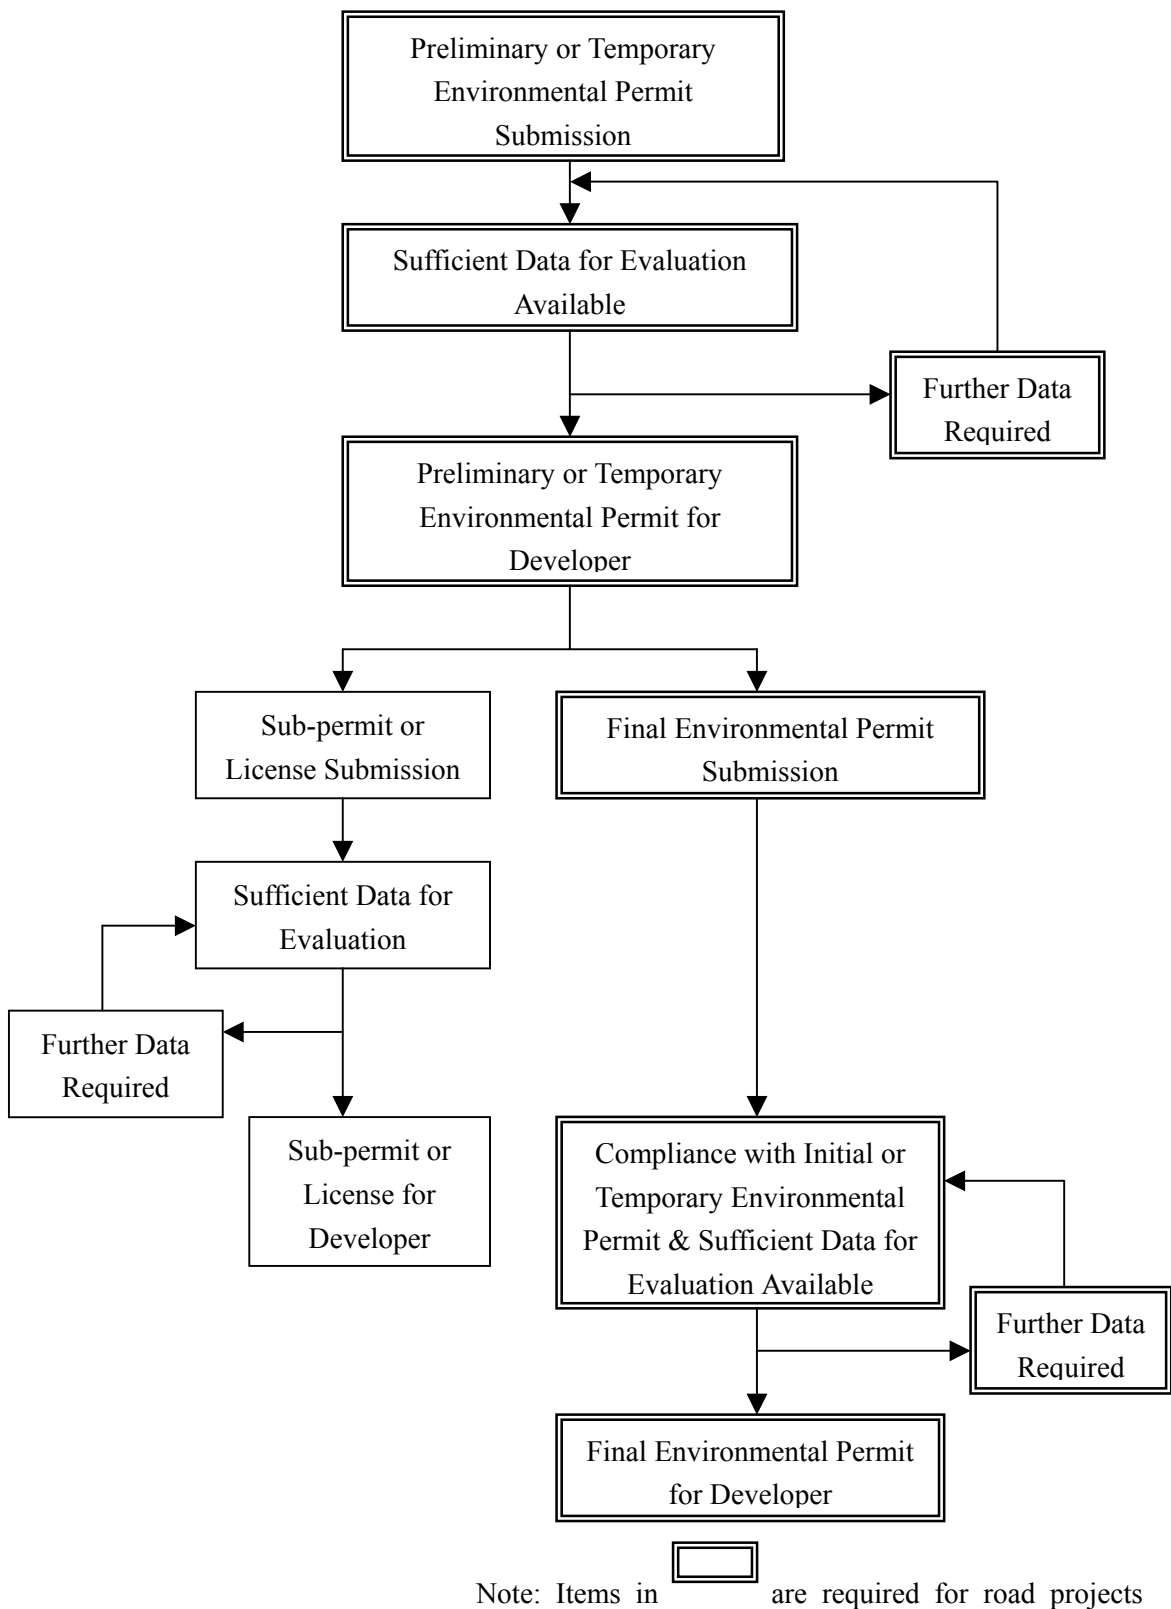 Preliminary or Temporary
Environmental Permit
Submission
Sufficient Data for Evaluation
Available
Further Data
Required
Preliminary or Temporary
Environmental Permit for
Developer
Sub-permit or
License Submission
Final Environmental Permit
Submission
Sufficient Data for
Evaluation
Further Data
Required
Sub-permit or
License for
Developer
Compliance with Initial or
Temporary Environmental
Permit & Sufficient Data for
Evaluation Available
Further Data
Required
Final Environmental Permit
for Developer
Note: Items in are required for road projects